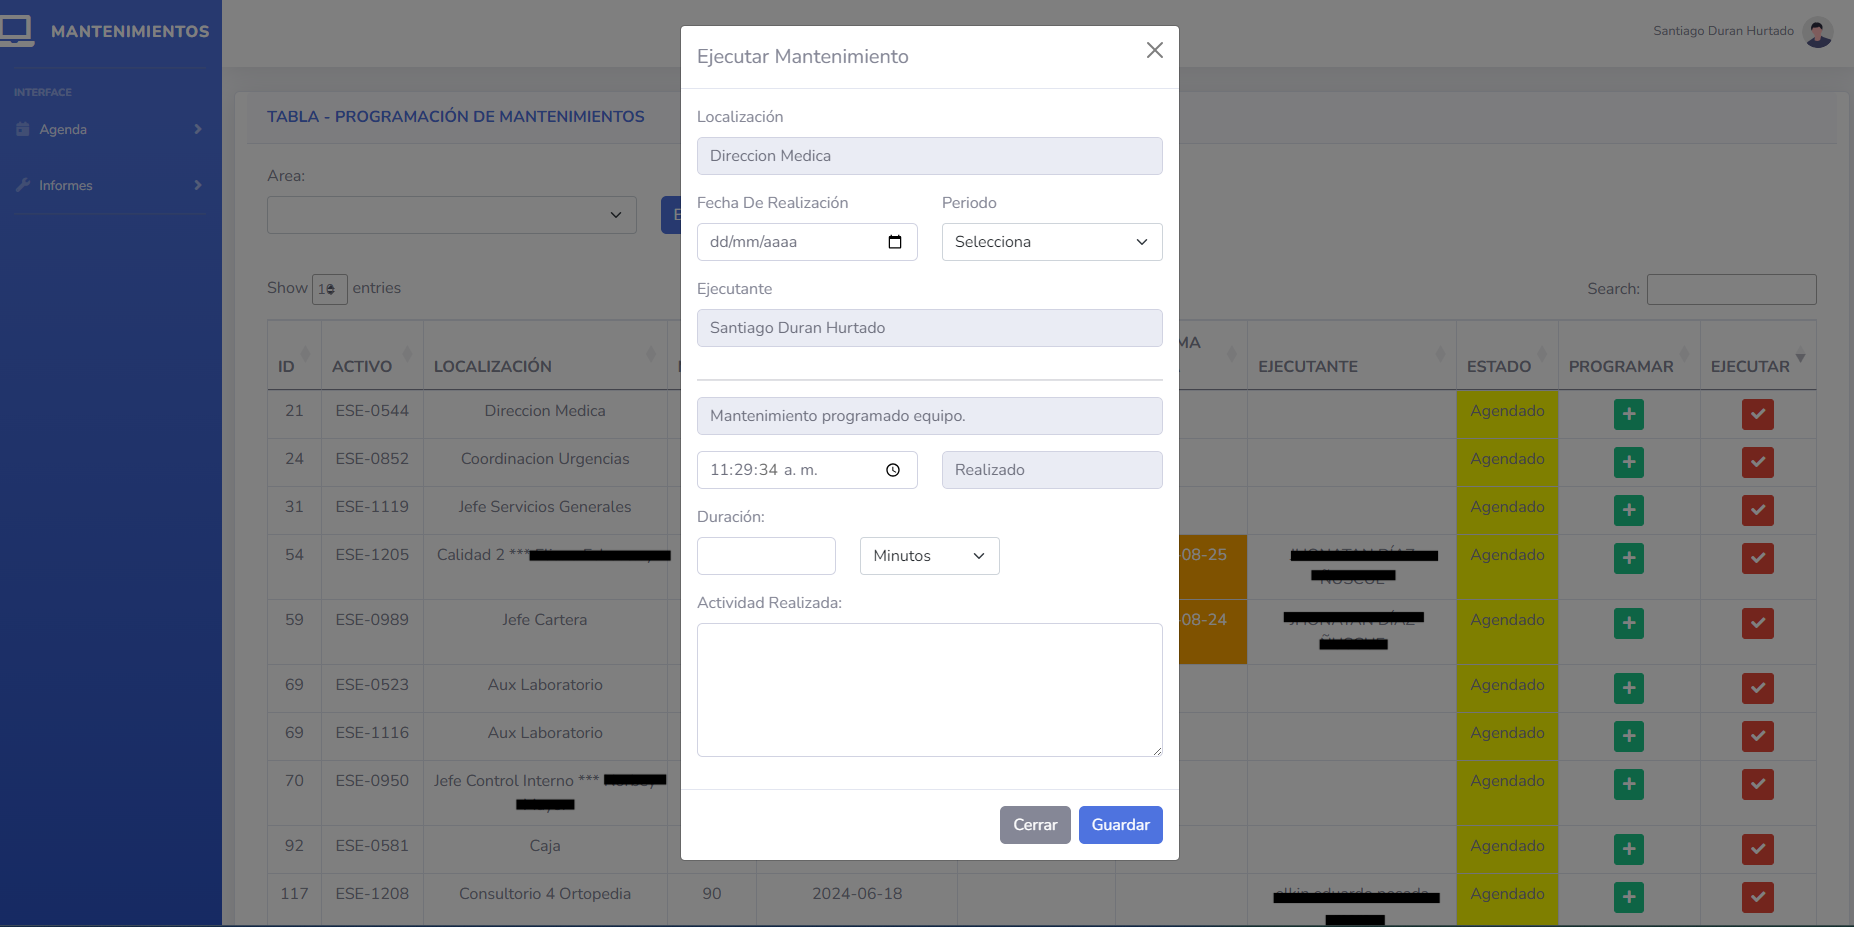 MANTENIMIENTOS
INTERFACE
Agenda
Informes
Santiago Duran Hurtado
TABLA - PROGRAMACIÓN DE MANTENIMIENTOS
Area:
Show 10 entries
Search:
ID ACTIVO LOCALIZACIÓN EJECUTANTE ESTADO PROGRAMAR EJECUTAR
21 ESE-0544 Direccion Medica Agendado
24 ESE-0852 Coordinacion Urgencias Agendado
31 ESE-1119 Jefe Servicios Generales Agendado
54 ESE-1205 Calidad 2 *** -08-25 Agendado
59 ESE-0989 Jefe Cartera -08-24 Agendado
69 ESE-0523 Aux Laboratorio Agendado
69 ESE-1116 Aux Laboratorio Agendado
70 ESE-0950 Jefe Control Interno *** Agendado
92 ESE-0581 Caja Agendado
117 ESE-1208 Consultorio 4 Ortopedia 90 2024-06-18 Agendado
Ejecutar Mantenimiento
Localización
Direccion Medica
Fecha De Realización Periodo
dd/mm/aaaa Selecciona
Ejecutante
Santiago Duran Hurtado
Mantenimiento programado equipo.
11:29:34 a. m. Realizado
Duración:
Minutos
Actividad Realizada:
Cerrar Guardar